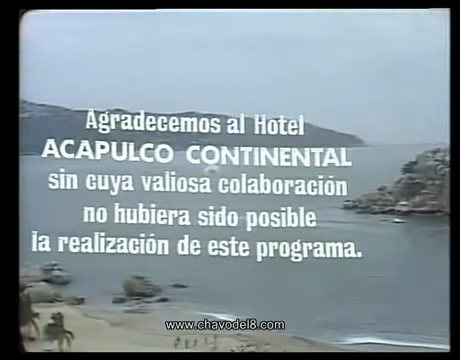 Agradecemos al Hotel
ACAPULCO CONTINENTAL
sin cuya valiosa colaboración
no hubiera sido posible
la realización de este programa.
www.chavodel8.com